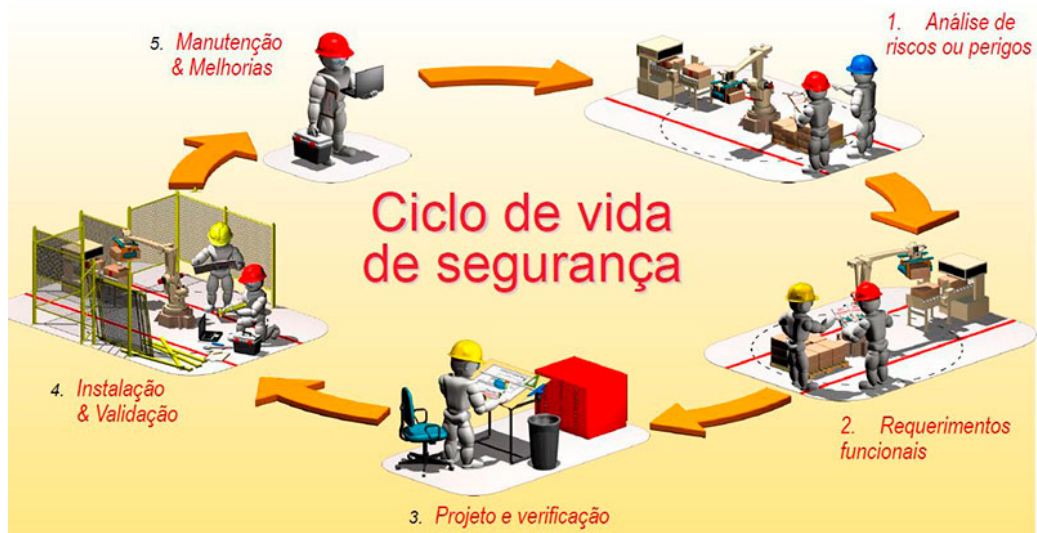 Ciclo de vida
de segurança
1. Análise de
riscos ou perigos
2. Requerimentos
funcionais
3. Projeto e verificação
4. Instalação
& Validação
5. Manutenção
& Melhorias